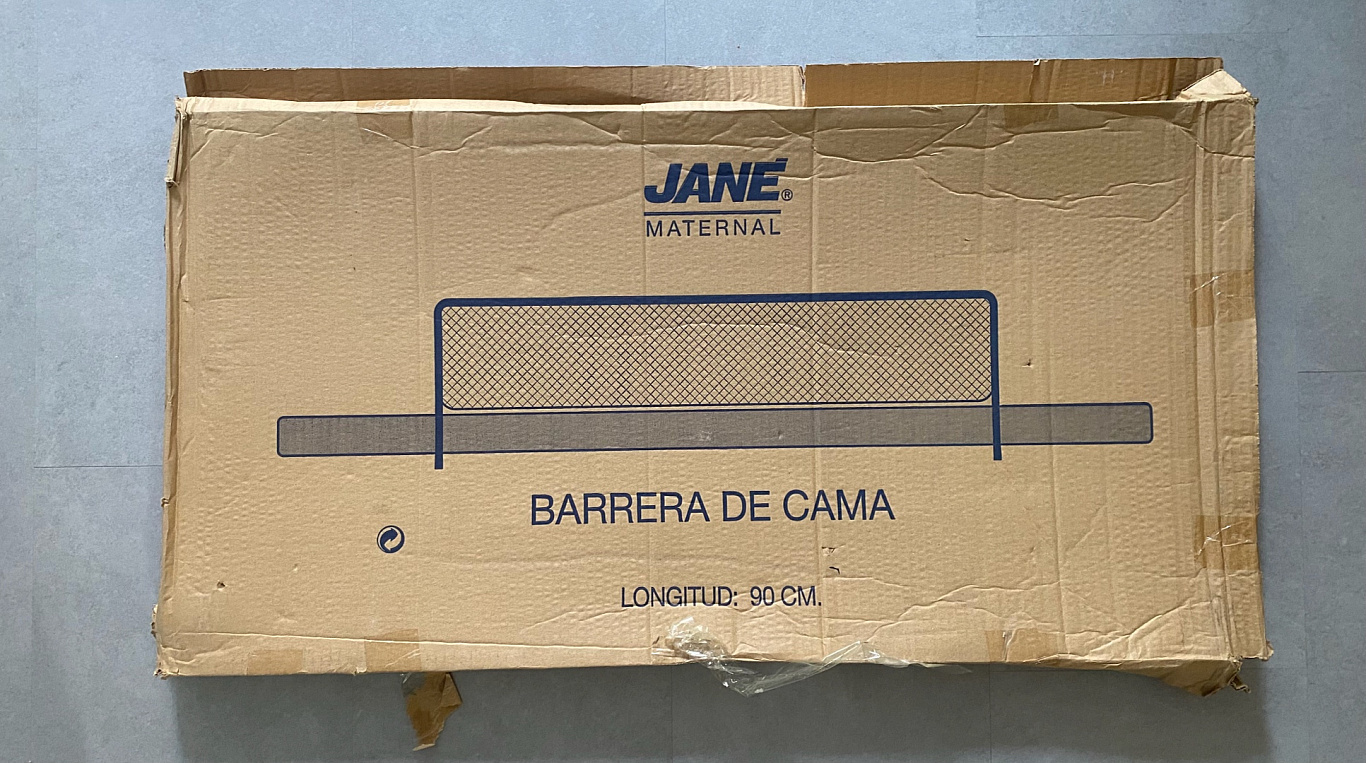 JANÉ®
MATERNAL
BARRERA DE CAMA
LONGITUD: 90 CM.